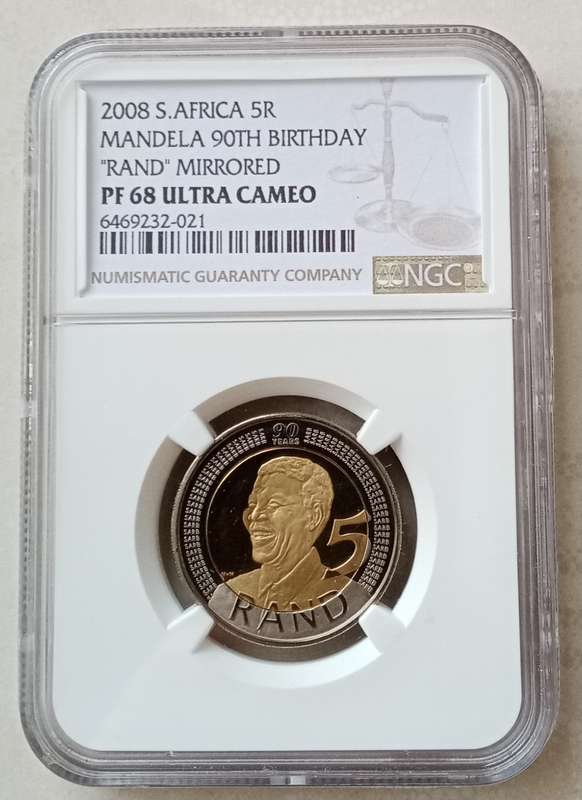 2008 S.AFRICA 5R
MANDELA 90TH BIRTHDAY
"RAND" MIRRORED
PF 68 ULTRA CAMEO
6469232-021
NUMISMATIC GUARANTY COMPANY
NGC
90
YEARS
5
RAND